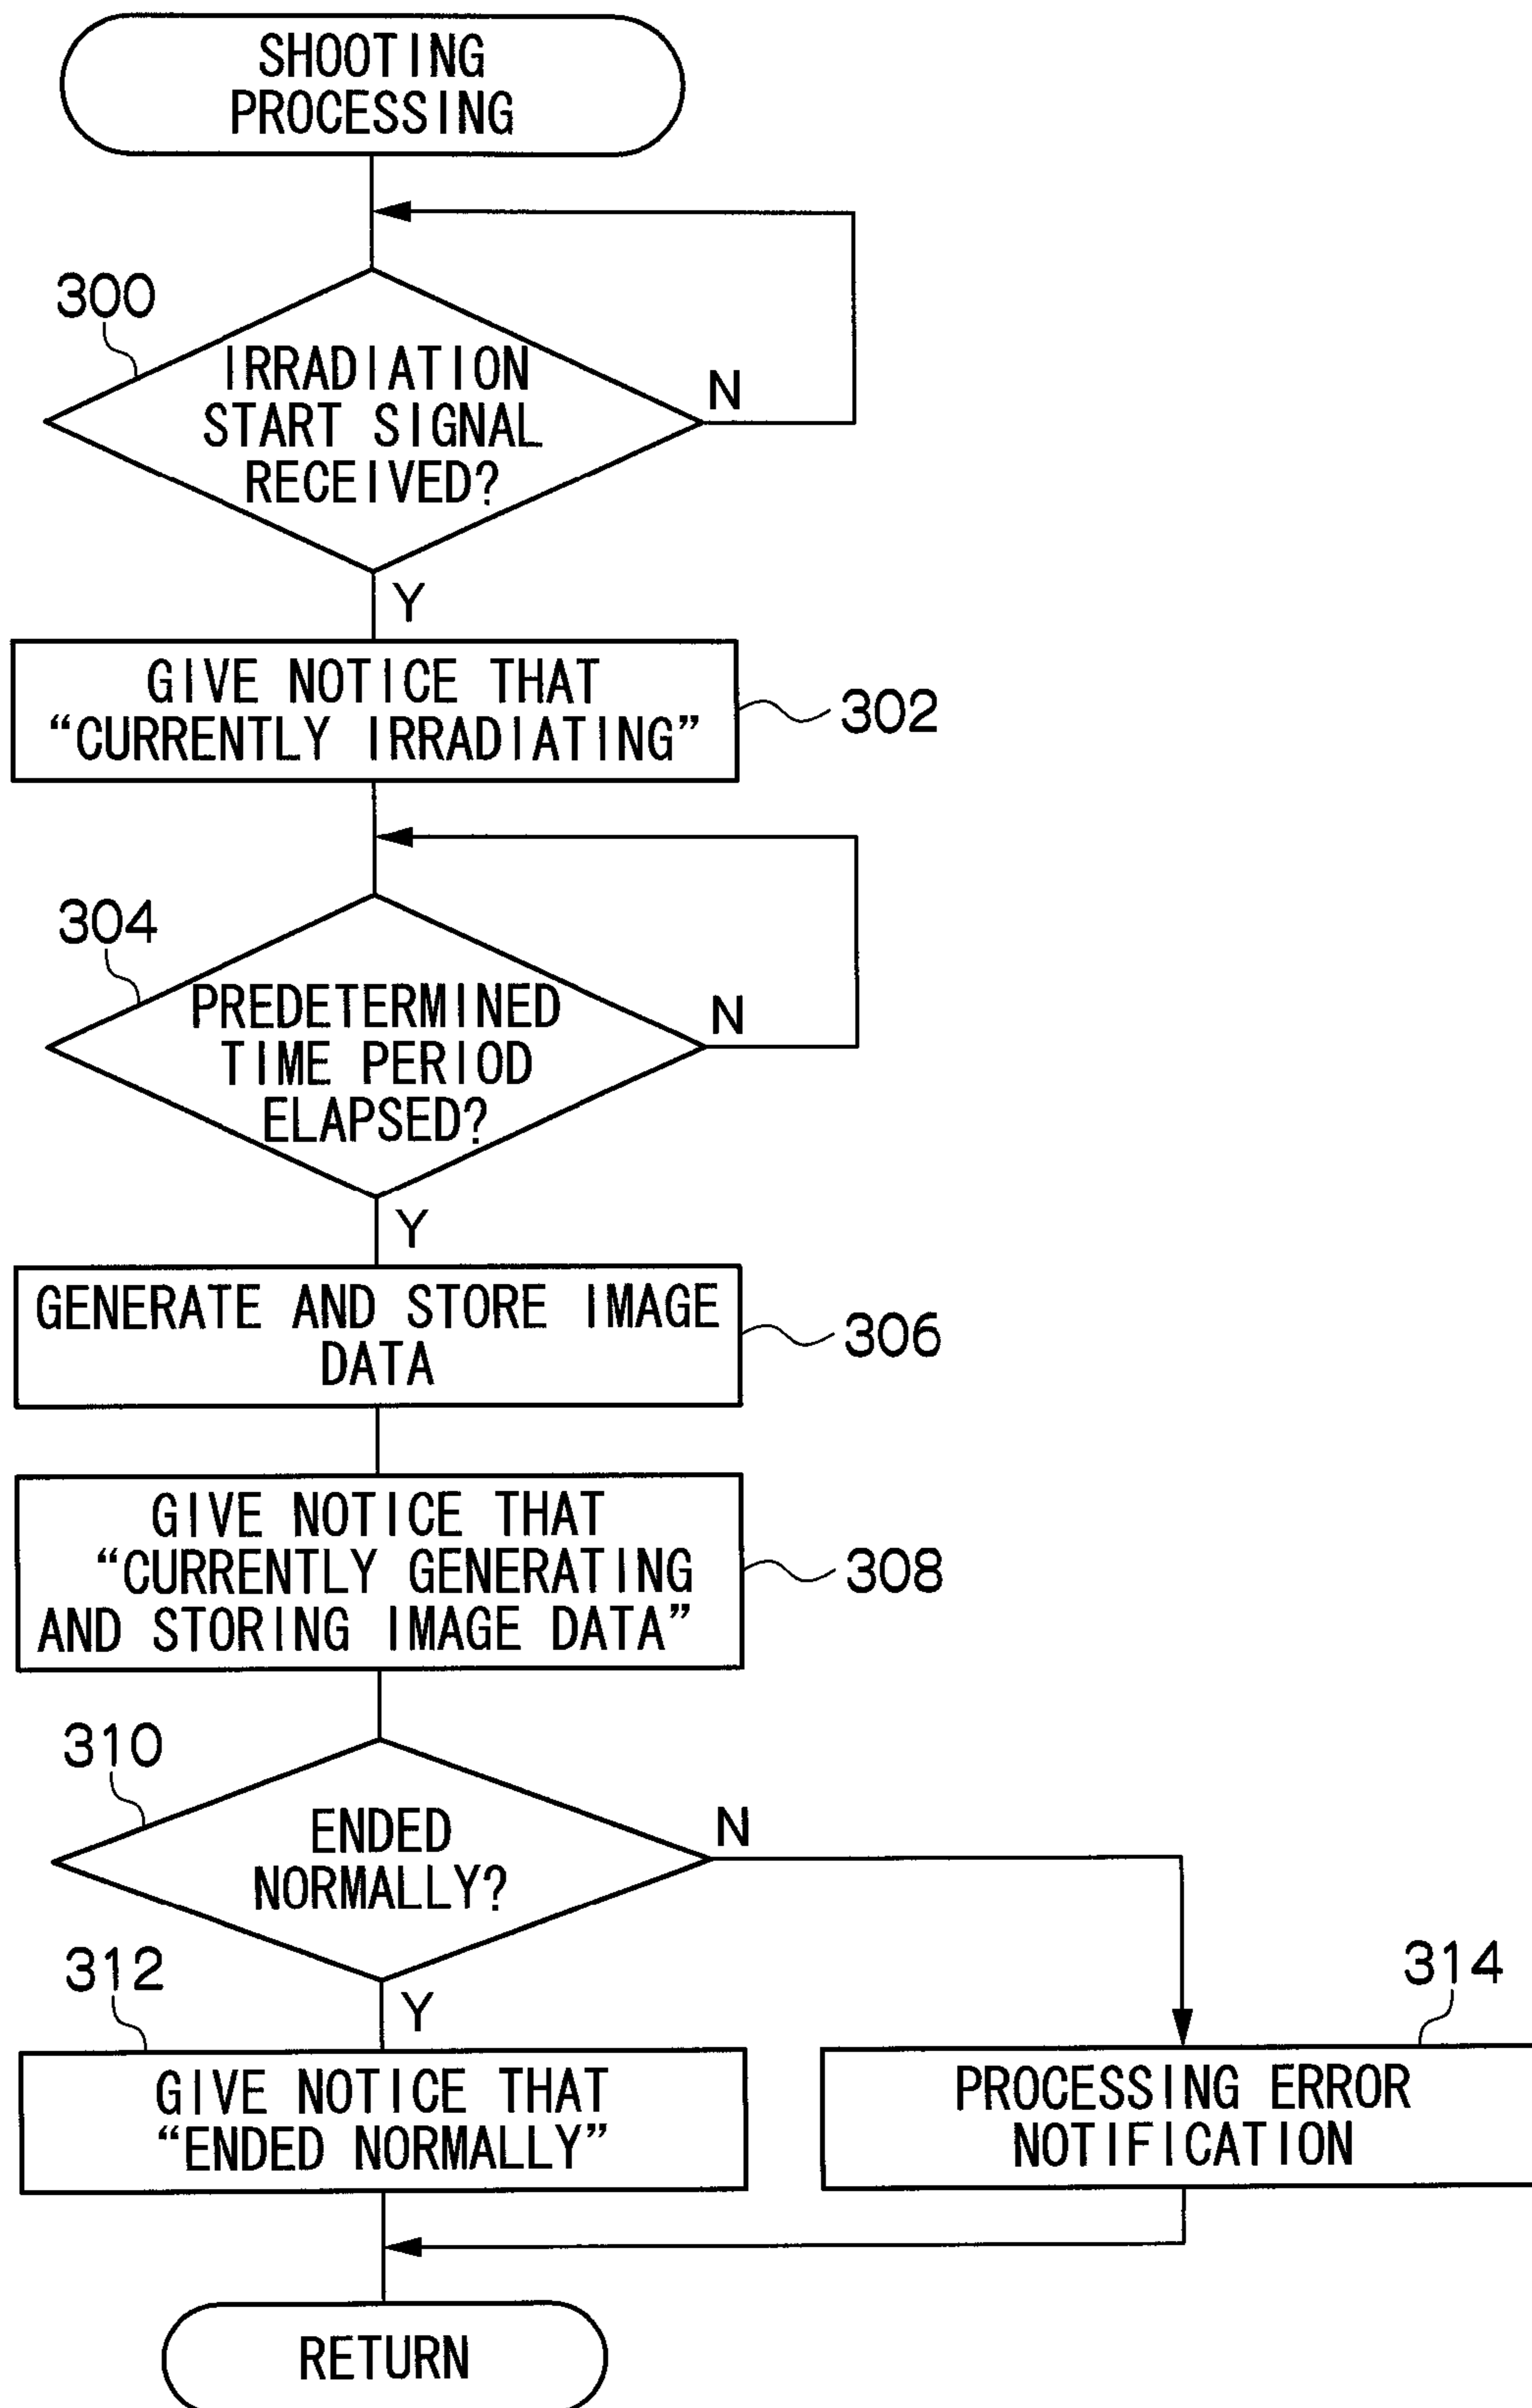 SHOOTING
PROCESSING
300
IRRADIATION
START SIGNAL
RECEIVED?
N
Y
GIVE NOTICE THAT
“CURRENTLY IRRADIATING”
302
304
PREDETERMINED
TIME PERIOD
ELAPSED?
N
Y
GENERATE AND STORE IMAGE
DATA
306
GIVE NOTICE THAT
“CURRENTLY GENERATING
AND STORING IMAGE DATA”
308
310
ENDED
NORMALLY?
N
Y
312
GIVE NOTICE THAT
“ENDED NORMALLY”
314
PROCESSING ERROR
NOTIFICATION
RETURN